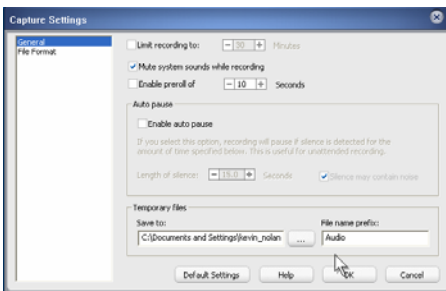 Capture Settings
General
File Format
Limit recording to: 30 Minutes
Mute system sounds while recording
Enable preroll of 10 Seconds
Auto pause
Enable auto pause
If you select this option, recording will pause if silence is detected for the
amount of time specified below. This is useful for unattended recording.
Length of silence: 15.0 Seconds Silence may contain noise
Temporary files
Save to: File name prefix:
C:\Documents and Settings\kevin_nolan ... Audio
Default Settings Help OK Cancel